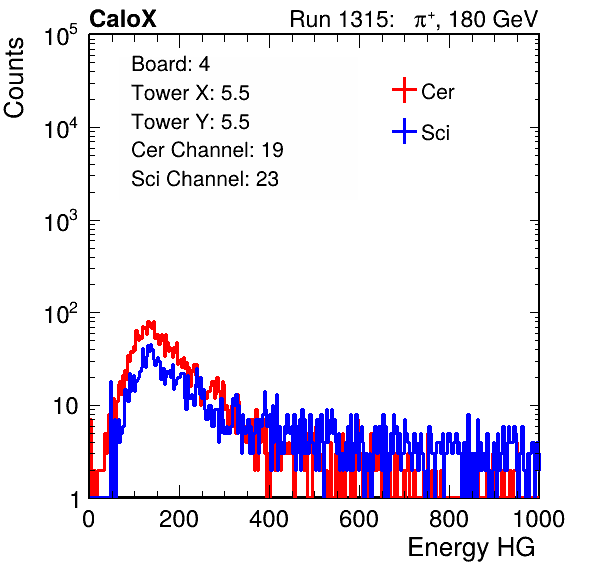 CaloX Run 1315: π⁺, 180 GeV
Board: 4
Tower X: 5.5
Tower Y: 5.5
Cer Channel: 19
Sci Channel: 23
Cer
Sci
Counts
10⁵
10⁴
10³
10²
10
1
0 200 400 600 800 1000
Energy HG